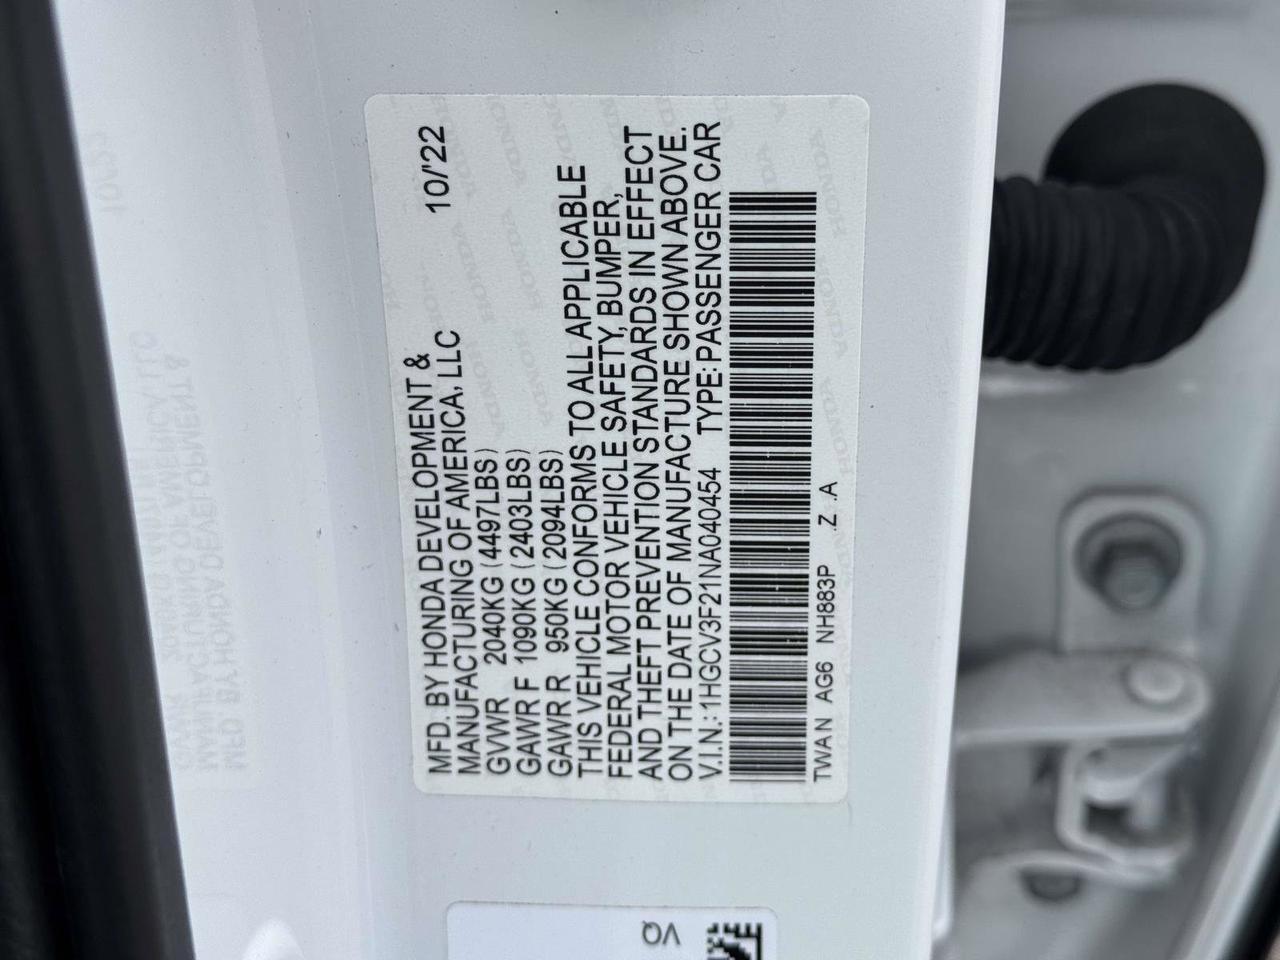 MFD. BY HONDA DEVELOPMENT & 10/'22
MANUFACTURING OF AMERICA, LLC
GVWR 2040KG (4497LBS)
GAWR F 1090KG (2403LBS)
GAWR R 950KG (2094LBS)
THIS VEHICLE CONFORMS TO ALL APPLICABLE
FEDERAL MOTOR VEHICLE SAFETY, BUMPER,
AND THEFT PREVENTION STANDARDS IN EFFECT
ON THE DATE OF MANUFACTURE SHOWN ABOVE.
V.I.N.: 1HGCV3F21NA040454 TYPE: PASSENGER CAR
TWAN AG6 NH883P Z .A
VQ